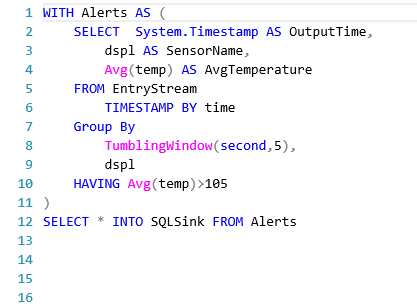 1 WITH Alerts AS (
2 SELECT  System.Timestamp AS OutputTime,
3 dspl AS SensorName,
4 Avg(temp) AS AvgTemperature
5 FROM EntryStream
6 TIMESTAMP BY time
7 Group By
8 TumblingWindow(second,5),
9 dspl
10 HAVING Avg(temp)>105
11 )
12 SELECT * INTO SQLSink FROM Alerts
13
14
15
16